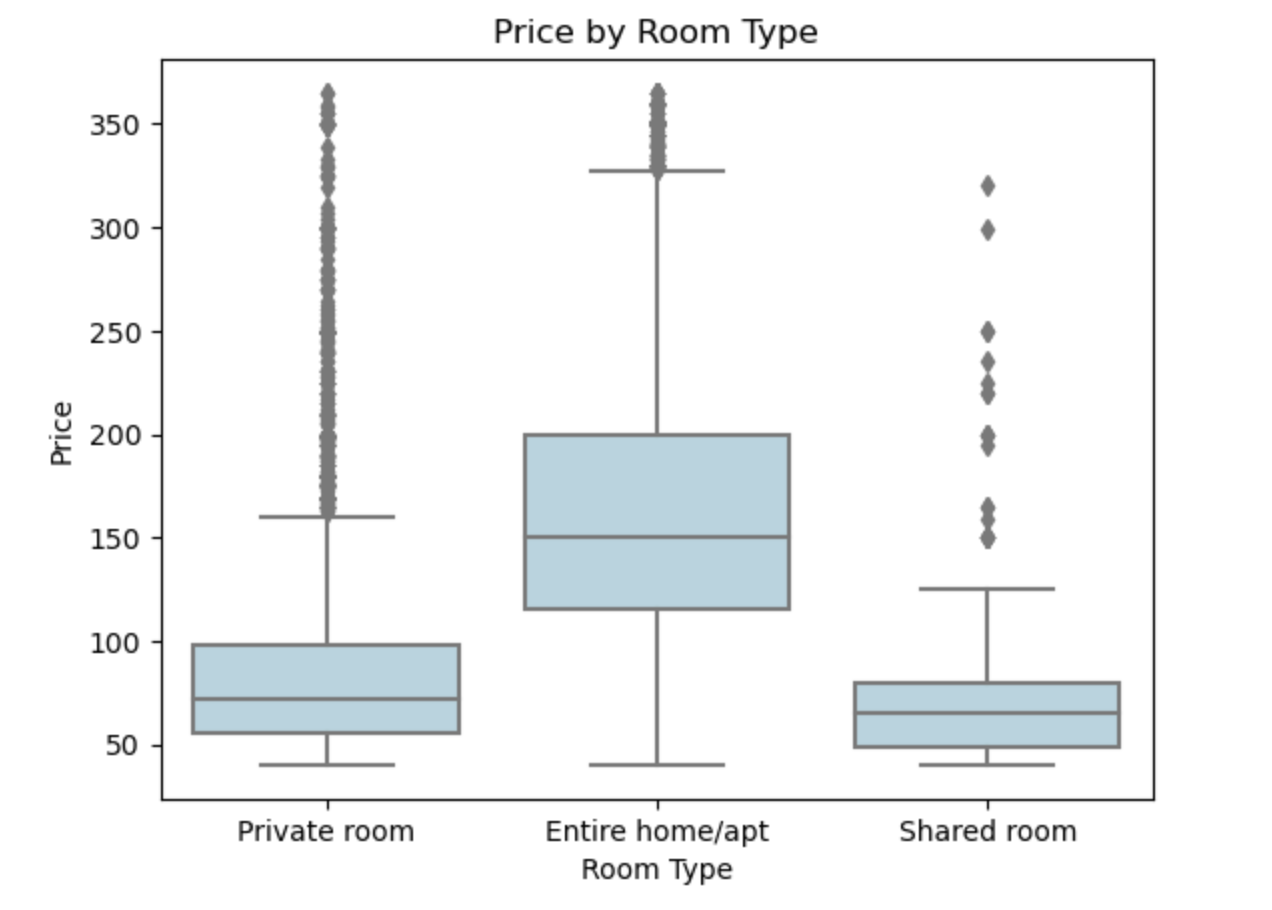 Price by Room Type
350
300
250
200
150
100
50
Price
Private room
Entire home/apt
Shared room
Room Type